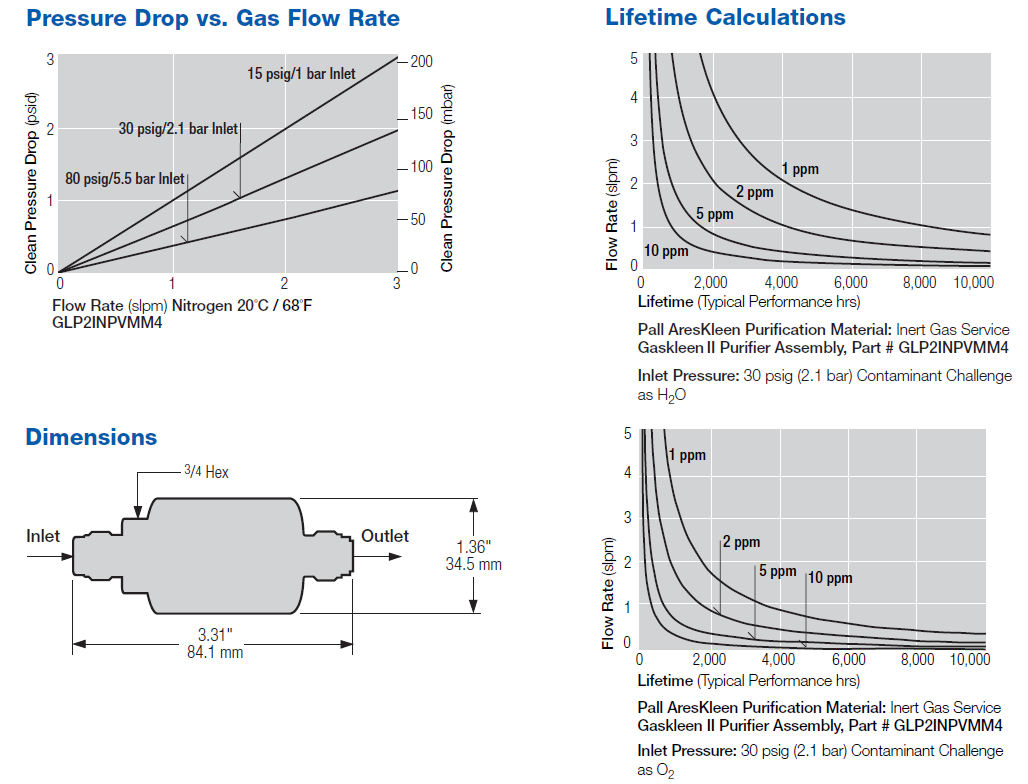 Pressure Drop vs. Gas Flow Rate
3
2
1
0
Clean Pressure Drop (psid)
15 psig/1 bar Inlet
30 psig/2.1 bar Inlet
80 psig/5.5 bar Inlet
200
150
100
50
0
Clean Pressure Drop (mbar)
0 1 2 3
Flow Rate (slpm) Nitrogen 20°C / 68°F
GLP2INPVMM4
Dimensions
3/4 Hex
Inlet
Outlet
1.36"
34.5 mm
3.31"
84.1 mm
Lifetime Calculations
5
4
3
2
1
0
Flow Rate (slpm)
1 ppm
2 ppm
5 ppm
10 ppm
0 2,000 4,000 6,000 8,000 10,000
Lifetime (Typical Performance hrs)
Pall AresKleen Purification Material: Inert Gas Service
Gaskleen II Purifier Assembly, Part # GLP2INPVMM4
Inlet Pressure: 30 psig (2.1 bar) Contaminant Challenge
as H₂O
5
4
3
2
1
0
Flow Rate (slpm)
1 ppm
2 ppm
5 ppm
10 ppm
0 2,000 4,000 6,000 8,000 10,000
Lifetime (Typical Performance hrs)
Pall AresKleen Purification Material: Inert Gas Service
Gaskleen II Purifier Assembly, Part # GLP2INPVMM4
Inlet Pressure: 30 psig (2.1 bar) Contaminant Challenge
as O₂